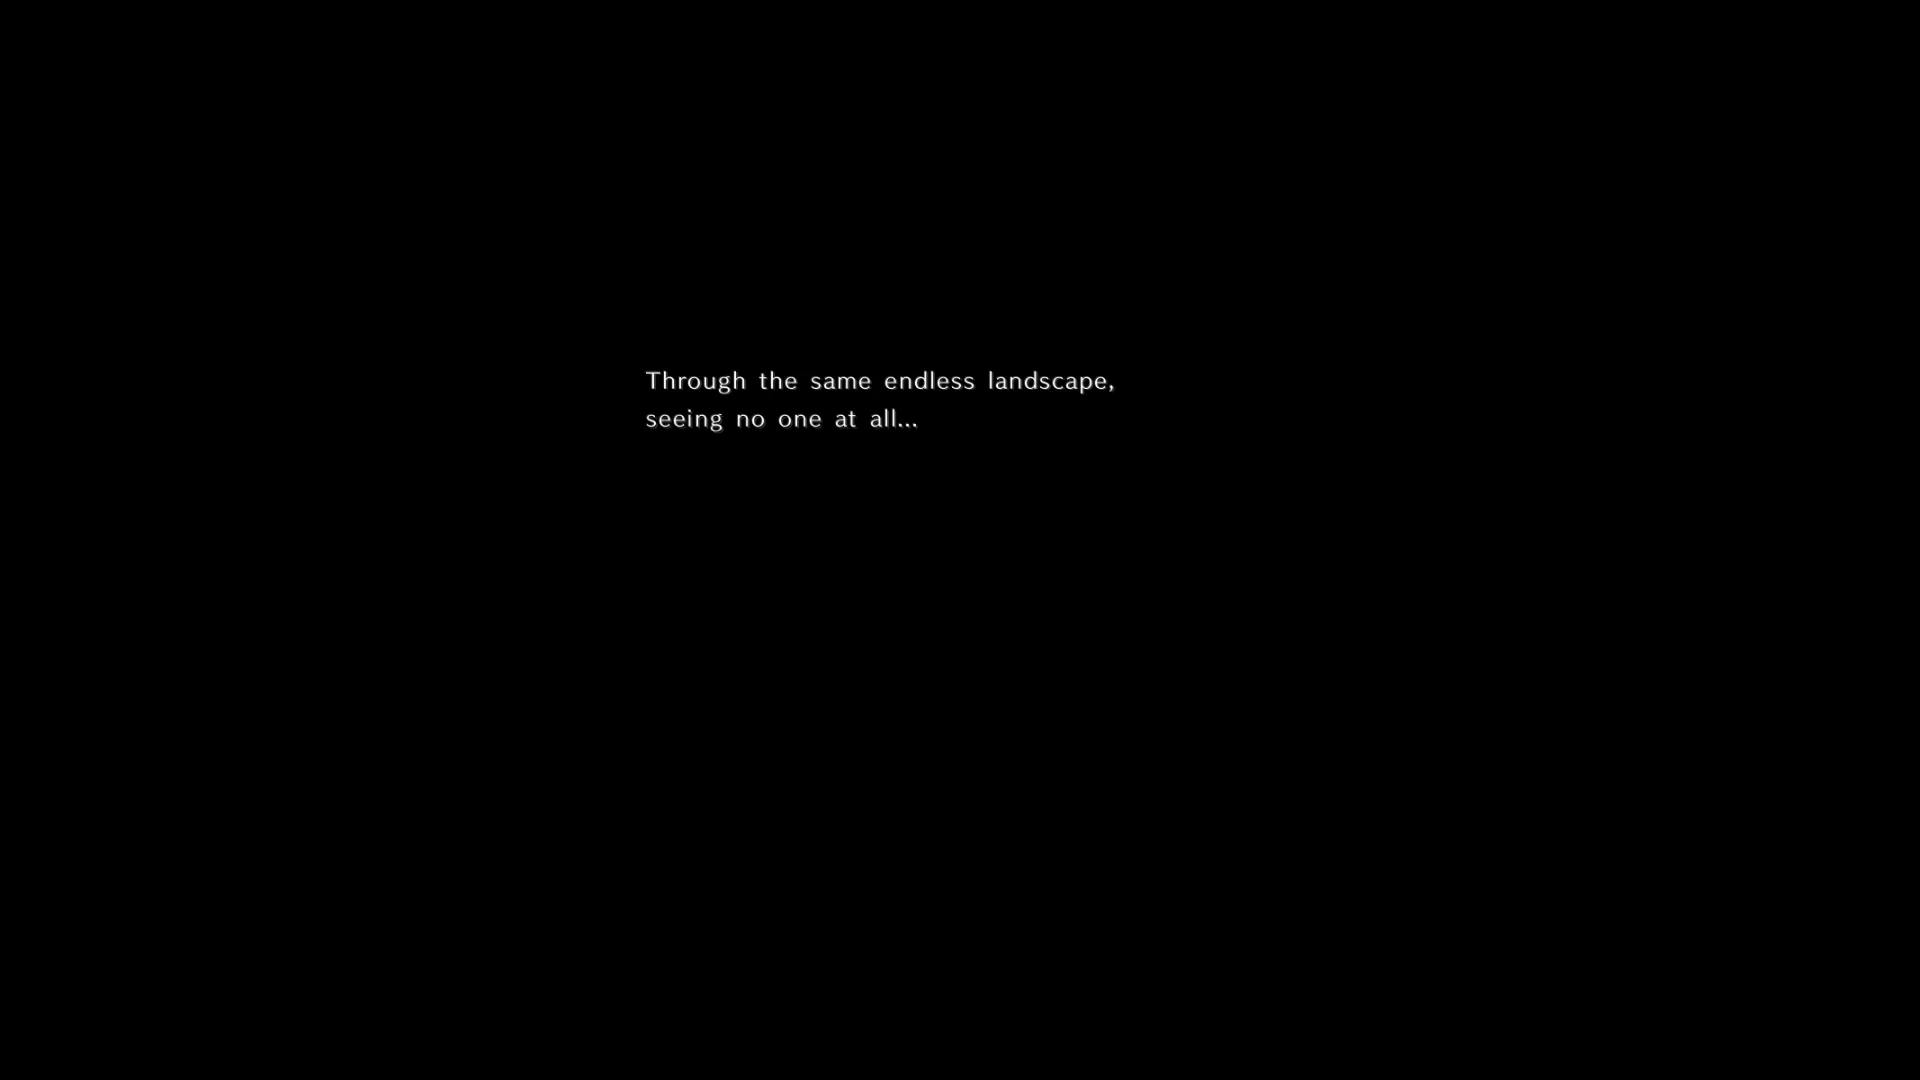 Through the same endless landscape,
seeing no one at all...